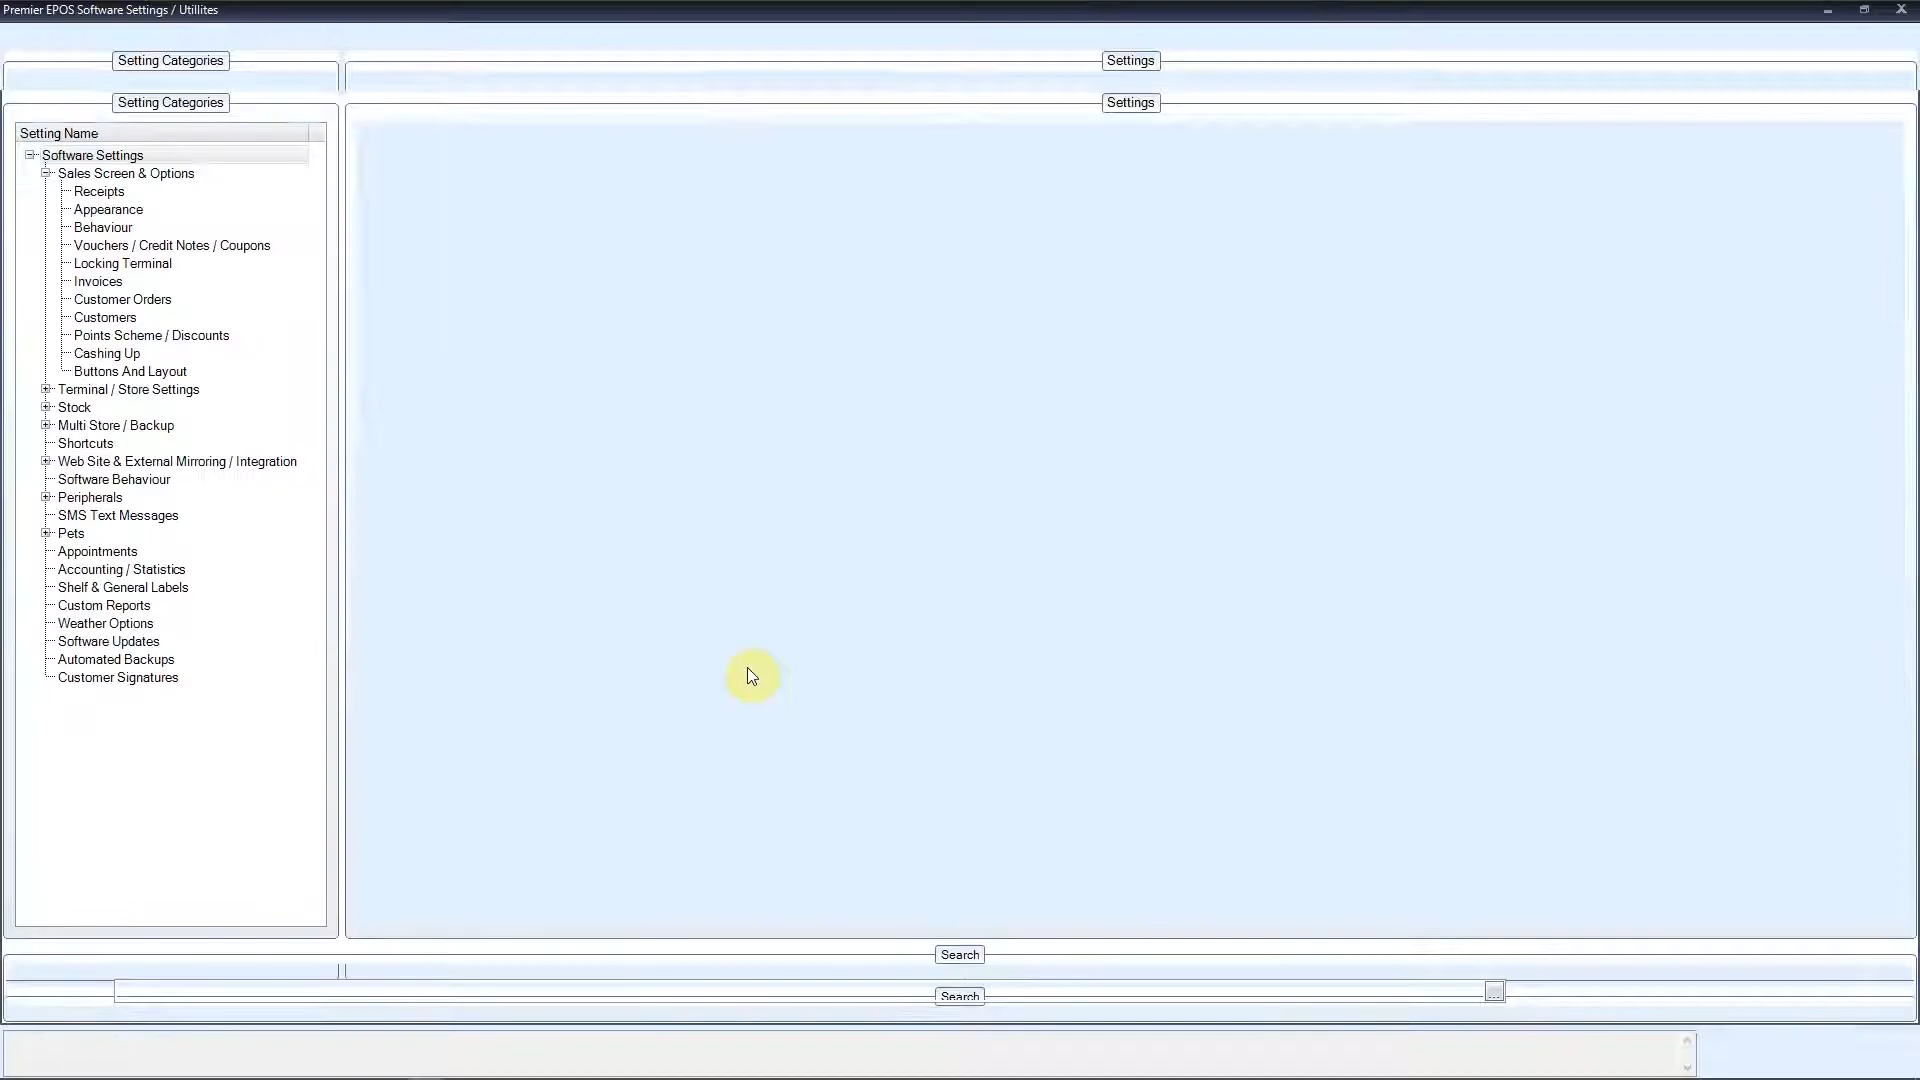 Premier EPOS Software Settings / Utillites
Setting Categories
Settings
Setting Categories
Settings
Setting Name
Software Settings
Sales Screen & Options
Receipts
Appearance
Behaviour
Vouchers / Credit Notes / Coupons
Locking Terminal
Invoices
Customer Orders
Customers
Points Scheme / Discounts
Cashing Up
Buttons And Layout
Terminal / Store Settings
Stock
Multi Store / Backup
Shortcuts
Web Site & External Mirroring / Integration
Software Behaviour
Peripherals
SMS Text Messages
Pets
Appointments
Accounting / Statistics
Shelf & General Labels
Custom Reports
Weather Options
Software Updates
Automated Backups
Customer Signatures
Search
...
Search